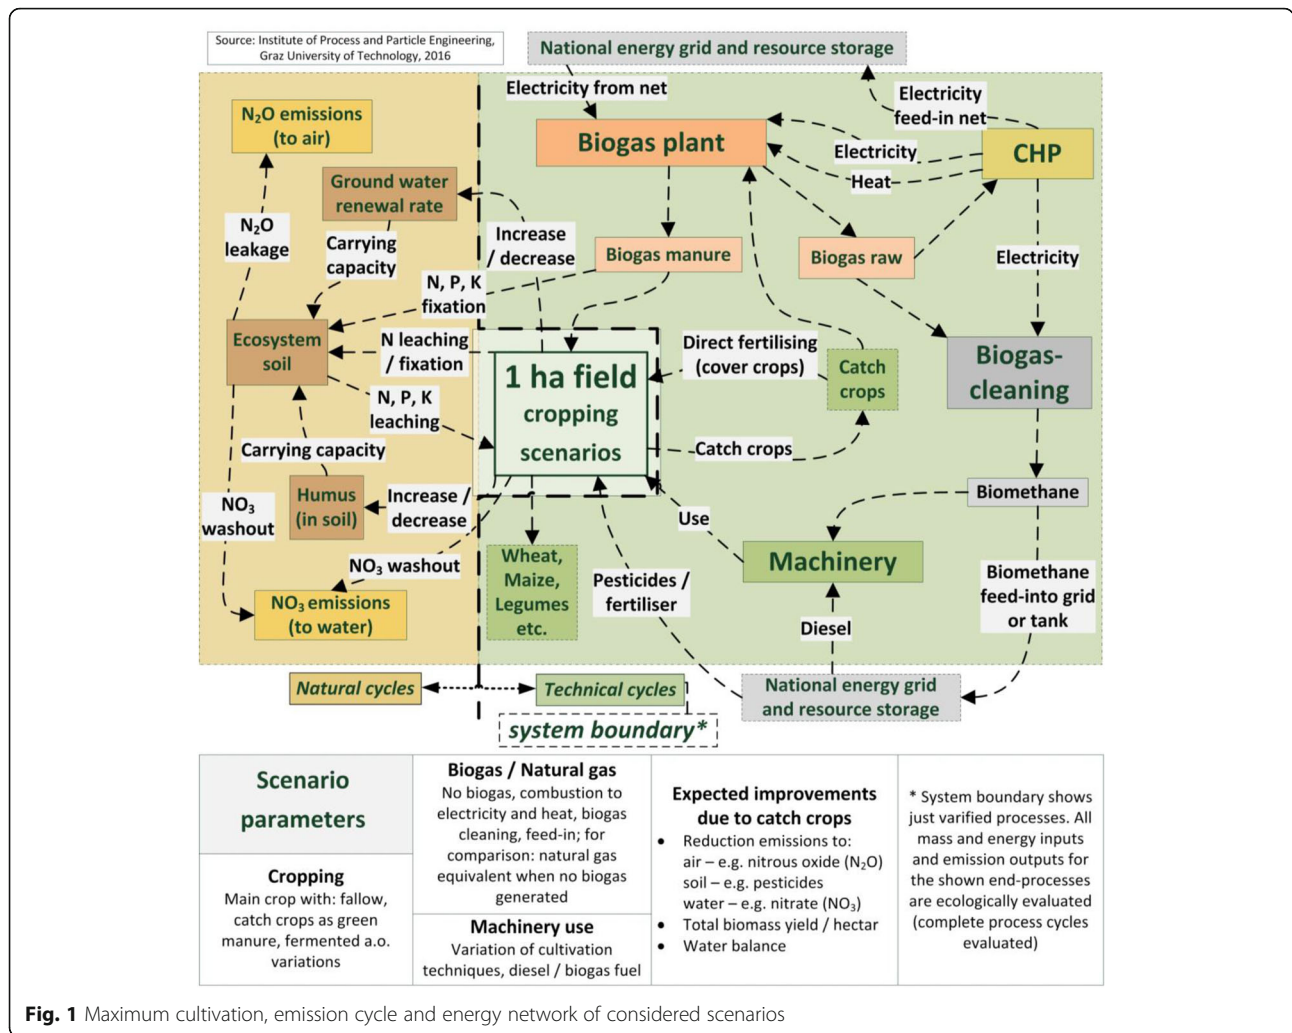 Source: Institute of Process and Particle Engineering,
Graz University of Technology, 2016
National energy grid and resource storage
Electricity from net
Electricity
feed-in net
N₂O emissions
(to air)
Biogas plant
CHP
Electricity
Heat
Ground water
renewal rate
N₂O
leakage
Carrying
capacity
Increase
/ decrease
Biogas manure
Biogas raw
Electricity
N, P, K
fixation
Ecosystem
soil
N leaching
/ fixation
Direct fertilising
(cover crops)
Catch
crops
Biogas-
cleaning
1 ha field
cropping
scenarios
N, P, K
leaching
Carrying capacity
Catch crops
Humus
(in soil)
Increase /
decrease
Biomethane
NO₃
washout
Use
NO₃ washout
Wheat,
Maize,
Legumes
etc.
Machinery
Pesticides /
fertiliser
Biomethane
feed-into grid
or tank
NO₃ emissions
(to water)
Diesel
Natural cycles
Technical cycles
National energy grid
and resource storage
system boundary*
Scenario
parameters
Cropping
Main crop with: fallow,
catch crops as green
manure, fermented a.o.
variations
Biogas / Natural gas
No biogas, combustion to
electricity and heat, biogas
cleaning, feed-in; for
comparison: natural gas
equivalent when no biogas
generated
Machinery use
Variation of cultivation
techniques, diesel / biogas fuel
Expected improvements
due to catch crops
• Reduction emissions to:
air – e.g. nitrous oxide (N₂O)
soil – e.g. pesticides
water – e.g. nitrate (NO₃)
• Total biomass yield / hectar
• Water balance
* System boundary shows
just varified processes. All
mass and energy inputs
and emission outputs for
the shown end-processes
are ecologically evaluated
(complete process cycles
evaluated)
Fig. 1 Maximum cultivation, emission cycle and energy network of considered scenarios